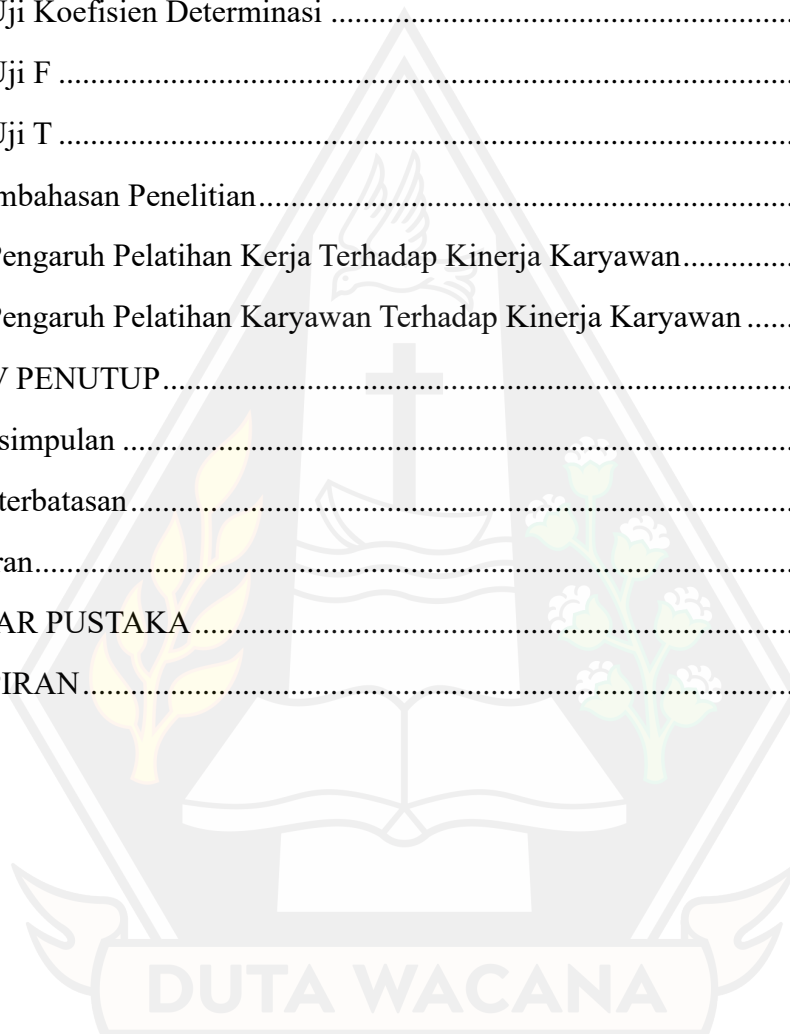 Uji Koefisien Determinasi ..................................................................
Uji F ......................................................................................................
Uji T ......................................................................................................
mbahasan Penelitian..........................................................................
Pengaruh Pelatihan Kerja Terhadap Kinerja Karyawan..............
Pengaruh Pelatihan Karyawan Terhadap Kinerja Karyawan ......
V PENUTUP......................................................................................
simpulan ...........................................................................................
terbatasan..........................................................................................
ran......................................................................................................
AR PUSTAKA..................................................................................
IRAN.................................................................................................
DUTA WACANA